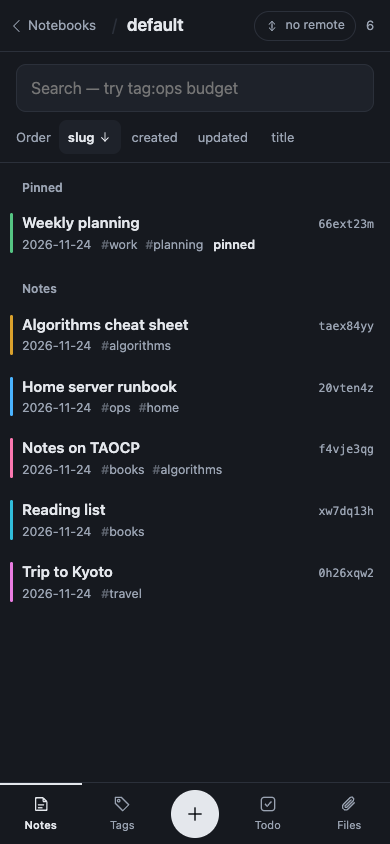 Notebooks / default no remote 6
Search — try tag:ops budget
Order slug ↓ created updated title
Pinned
Weekly planning 66ext23m
2026-11-24 #work #planning pinned
Notes
Algorithms cheat sheet taex84yy
2026-11-24 #algorithms
Home server runbook 20vten4z
2026-11-24 #ops #home
Notes on TAOCP f4vje3qg
2026-11-24 #books #algorithms
Reading list xw7dq13h
2026-11-24 #books
Trip to Kyoto 0h26xqw2
2026-11-24 #travel
Notes Tags + Todo Files